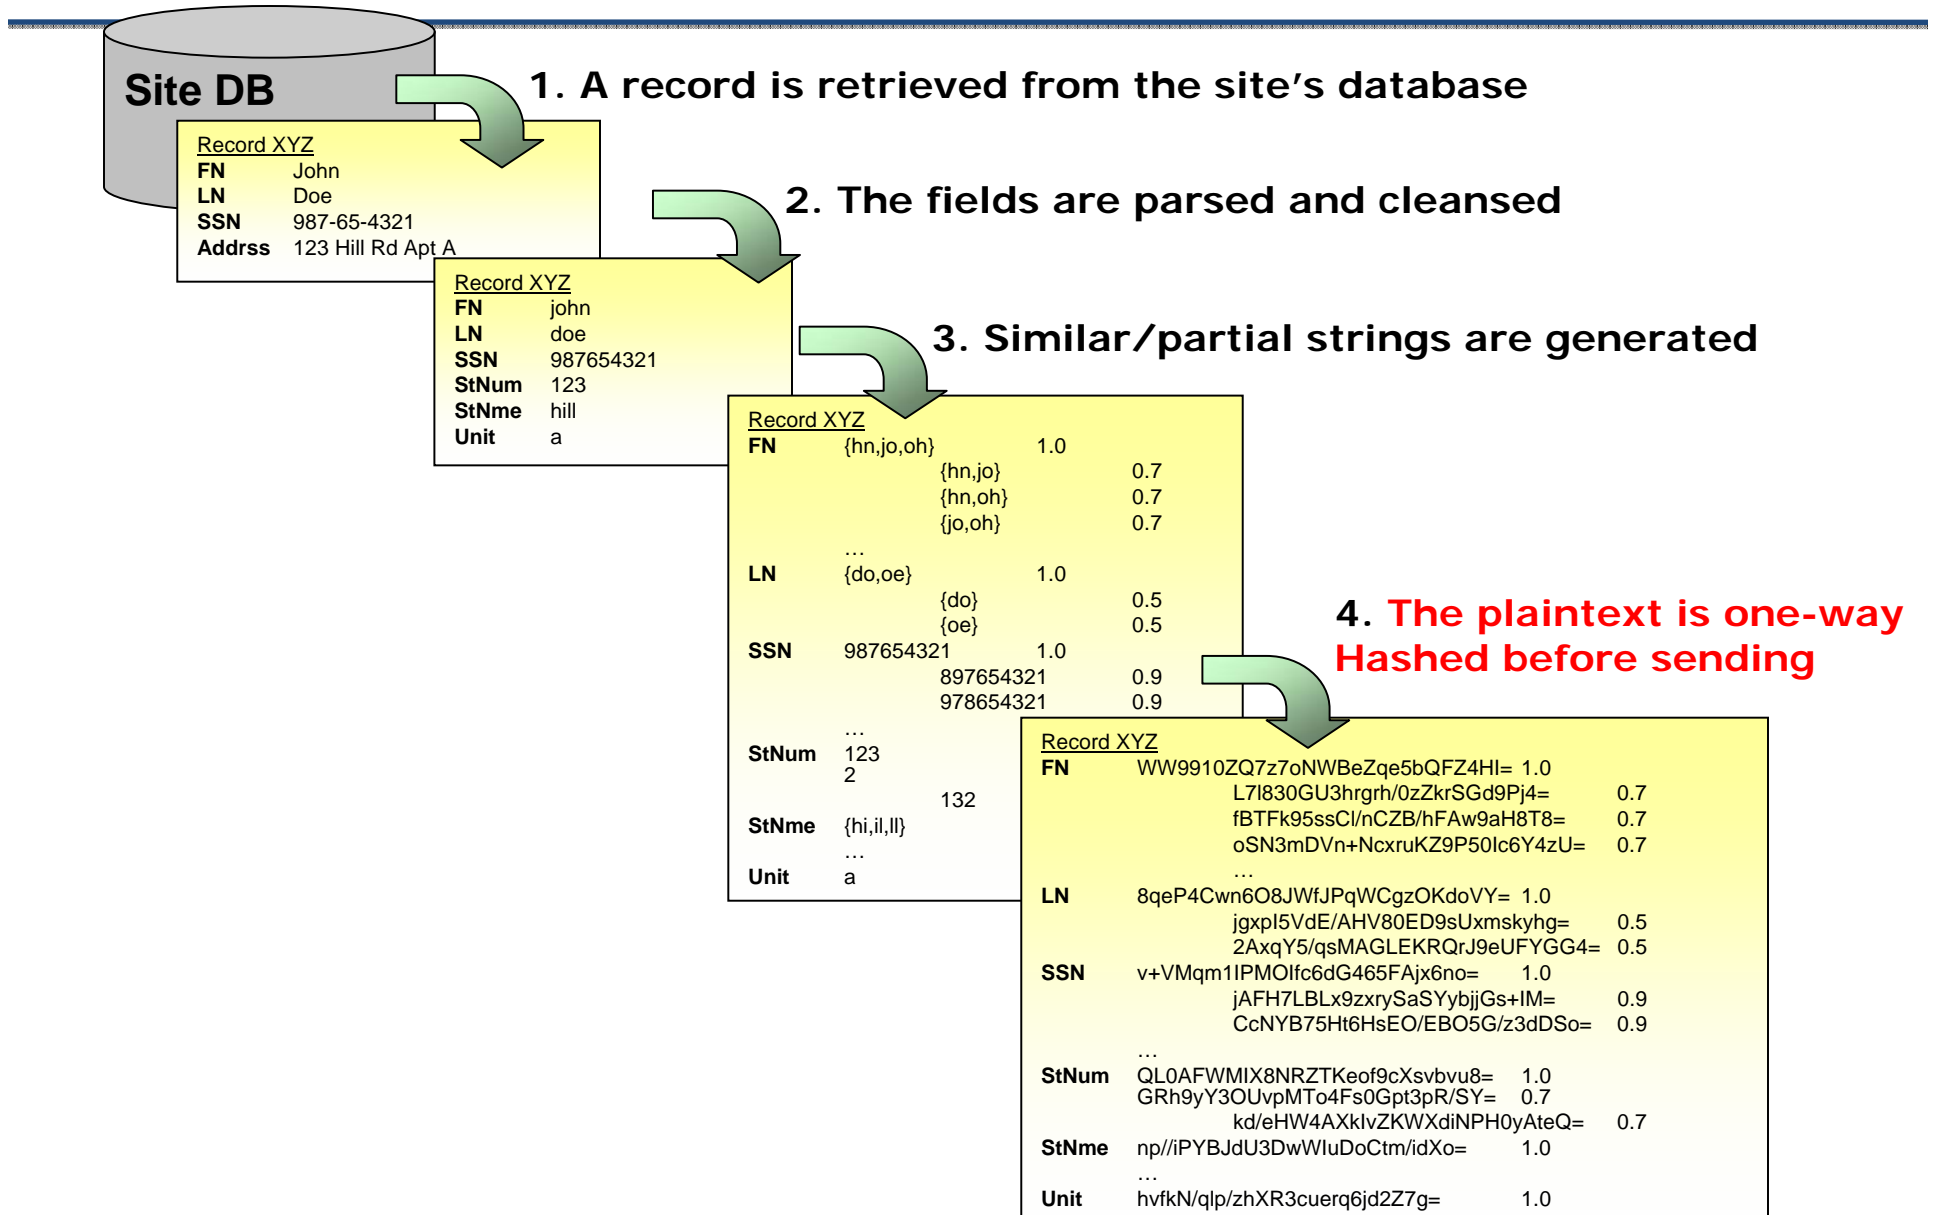 Site DB
1. A record is retrieved from the site's database
Record XYZ
FN John
LN Doe
SSN 987-65-4321
Addrss 123 Hill Rd Apt A
2. The fields are parsed and cleansed
Record XYZ
FN john
LN doe
SSN 987654321
StNum 123
StNme hill
Unit a
3. Similar/partial strings are generated
Record XYZ
FN {hn,jo,oh} 1.0
{hn,jo} 0.7
{hn,oh} 0.7
{jo,oh} 0.7
…
LN {do,oe} 1.0
{do} 0.5
{oe} 0.5
SSN 987654321 1.0
897654321 0.9
978654321 0.9
…
StNum 123
2
132
StNme {hi,il,ll}
…
Unit a
4. The plaintext is one-way
Hashed before sending
Record XYZ
FN WW9910ZQ7z7oNWBeZqe5bQFZ4HI= 1.0
L7I830GU3hrgrh/0zZkrSGd9Pj4= 0.7
fBTFk95ssCl/nCZB/hFAw9aH8T8= 0.7
oSN3mDVn+NcxruKZ9P50Ic6Y4zU= 0.7
…
LN 8qeP4Cwn6O8JWfJPqWCgzOKdoVY= 1.0
jgxpI5VdE/AHV80ED9sUxmskyhg= 0.5
2AxqY5/qsMAGLEKRQrJ9eUFYGG4= 0.5
SSN v+VMqm1IPMOIfc6dG465FAjx6no= 1.0
jAFH7LBLx9zxrySaSYybjjGs+IM= 0.9
CcNYB75Ht6HsEO/EBO5G/z3dDSo= 0.9
…
StNum QL0AFWMIX8NRZTKeof9cXsvbvu8= 1.0
GRh9yY3OUvpMTo4Fs0Gpt3pR/SY= 0.7
kd/eHW4AXkIvZKWXdiNPH0yAteQ= 0.7
StNme np//iPYBJdU3DwWIuDoCtm/idXo= 1.0
…
Unit hvfkN/qlp/zhXR3cuerq6jd2Z7g= 1.0